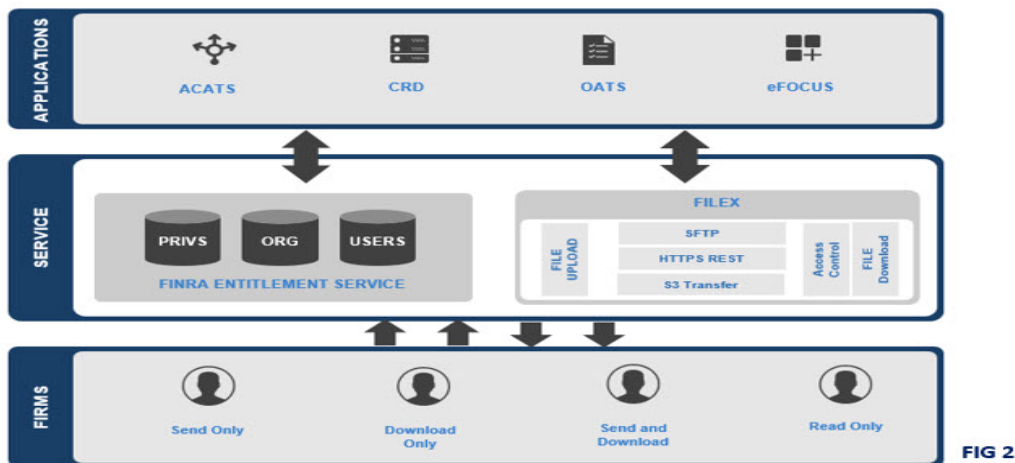 APPLICATIONS
ACATS
CRD
OATS
eFOCUS
SERVICE
PRIVS
ORG
USERS
FINRA ENTITLEMENT SERVICE
FILEX
FILE
UPLOAD
SFTP
HTTPS REST
S3 Transfer
Access
Control
FILE
Download
FIRMS
Send Only
Download
Only
Send and
Download
Read Only
FIG 2